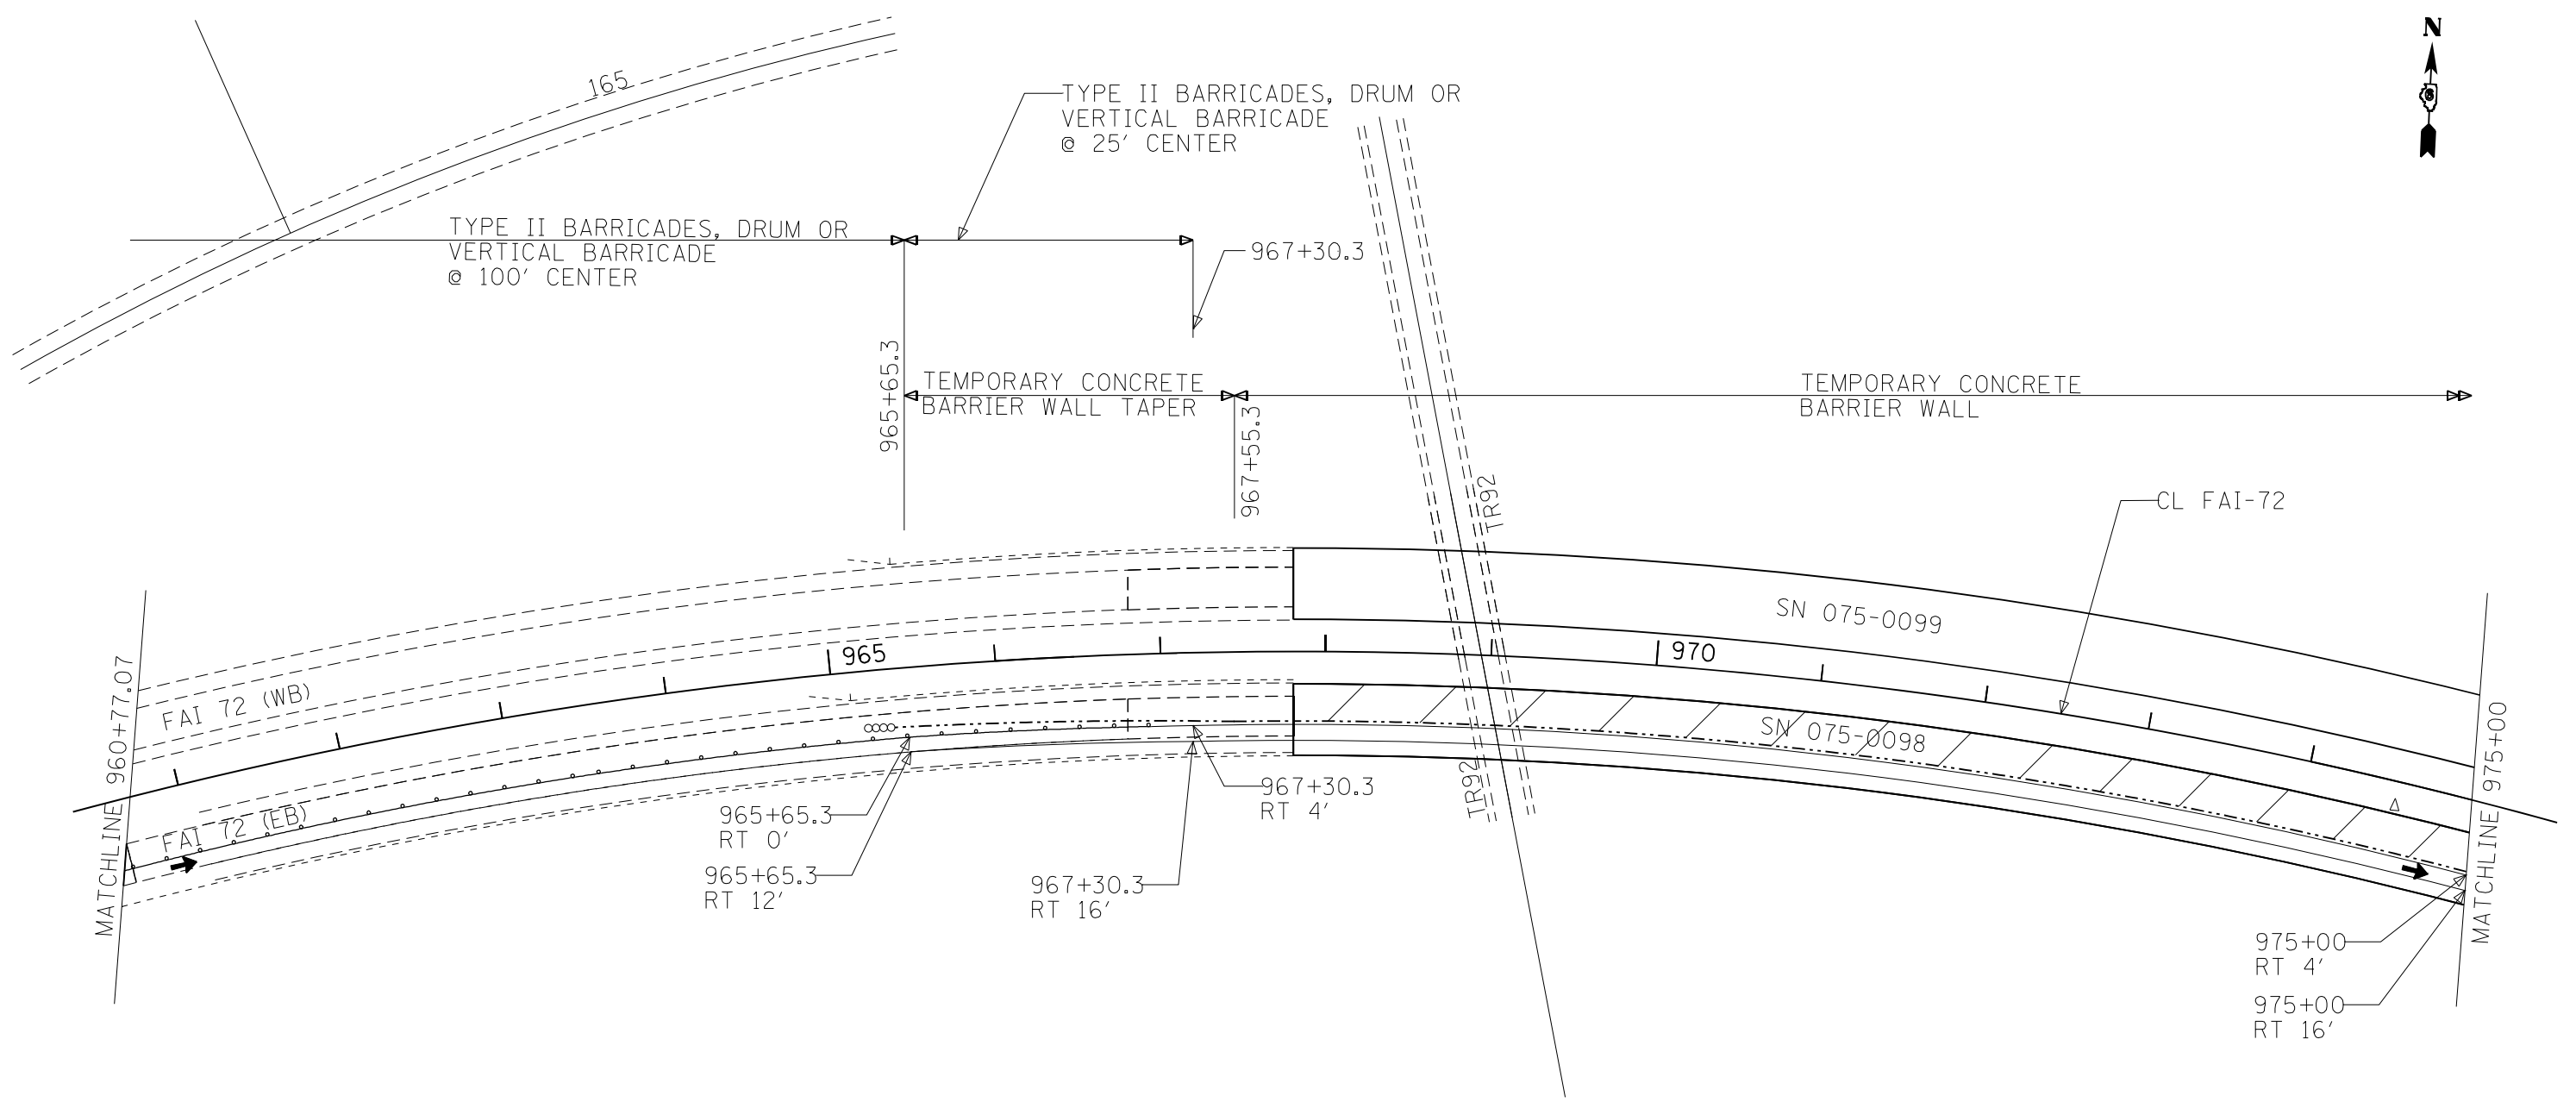 N
165
TYPE II BARRICADES, DRUM OR
VERTICAL BARRICADE
@ 25' CENTER
TYPE II BARRICADES, DRUM OR
VERTICAL BARRICADE
@ 100' CENTER
967+30.3
965+65.3
TEMPORARY CONCRETE
BARRIER WALL TAPER
967+55.3
TEMPORARY CONCRETE
BARRIER WALL
TR92
CL FAI-72
SN 075-0099
965
970
FAI 72 (WB)
MATCHLINE 960+77.07
SN 075-0098
MATCHLINE 975+00
FAI 72 (EB)
TR92
965+65.3
RT 0'
967+30.3
RT 4'
965+65.3
RT 12'
967+30.3
RT 16'
975+00
RT 4'
975+00
RT 16'